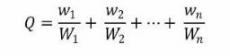 Q = w₁/W₁ + w₂/W₂ + ⋯ + wₙ/Wₙ